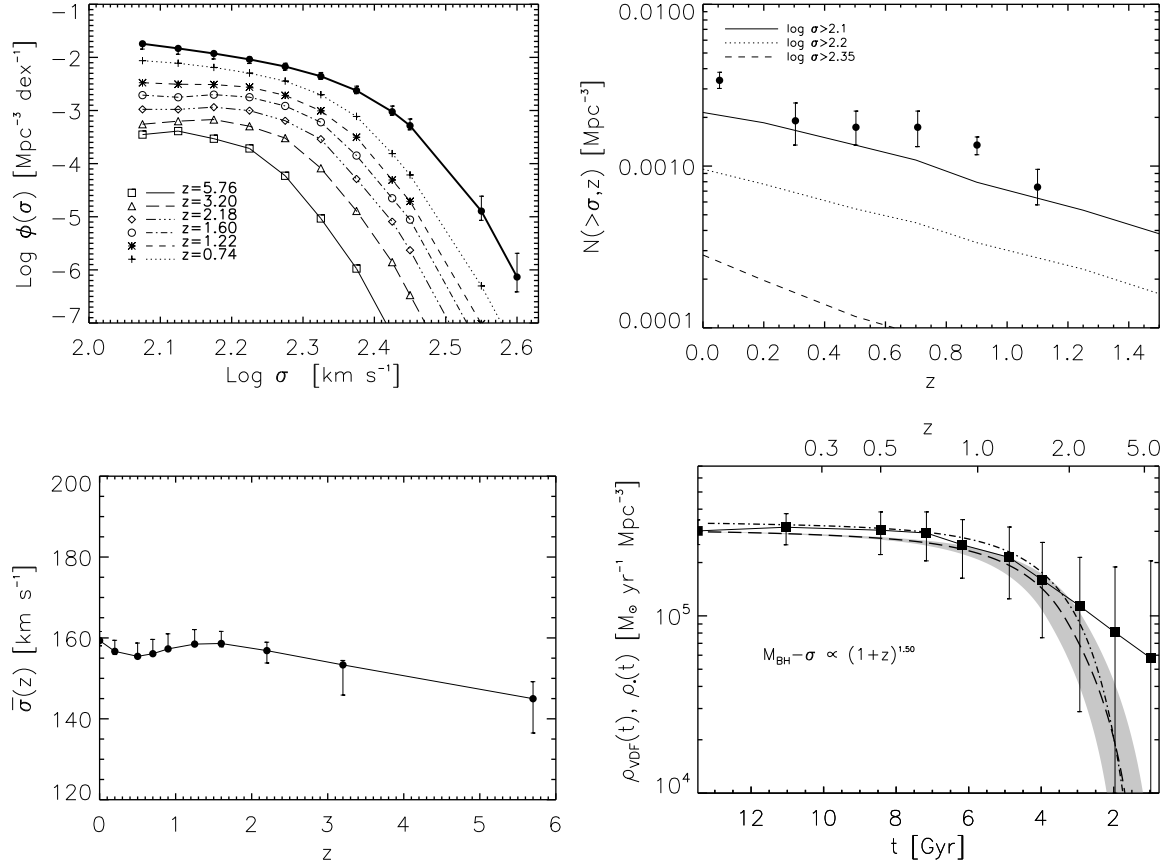 −1
−2
−3
−4
−5
−6
−7
Log φ(σ) [Mpc⁻³ dex⁻¹]
z=5.76
z=3.20
z=2.18
z=1.60
z=1.22
z=0.74
2.0 2.1 2.2 2.3 2.4 2.5 2.6
Log σ [km s⁻¹]
0.0100
0.0010
0.0001
N(>σ,z) [Mpc⁻³]
log σ>2.1
log σ>2.2
log σ>2.35
0.0 0.2 0.4 0.6 0.8 1.0 1.2 1.4
z
200
180
160
140
120
σ̅(z) [km s⁻¹]
0 1 2 3 4 5 6
z
z
0.3 0.5 1.0 2.0 5.0
10⁵
10⁴
ρVDF(t), ρ•(t) [M⊙ yr⁻¹ Mpc⁻³]
MBH−σ ∝ (1+z)¹·⁵⁰
12 10 8 6 4 2
t [Gyr]